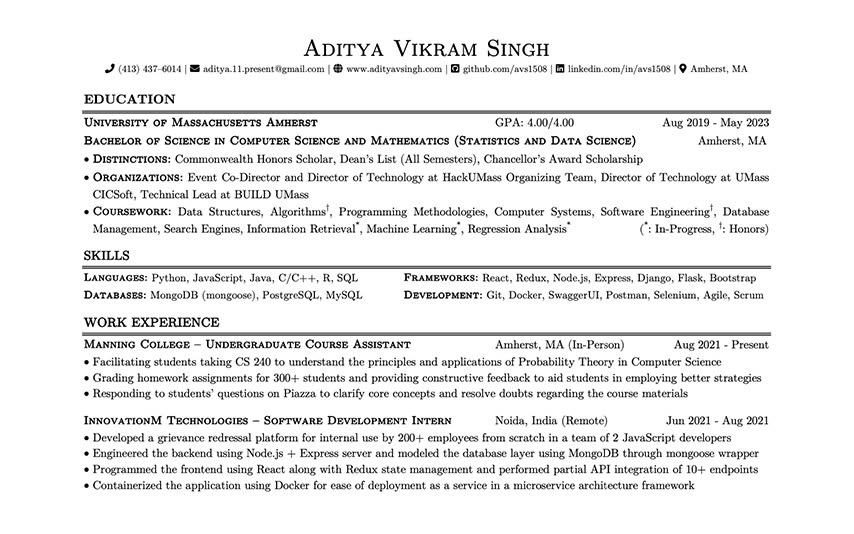 Aditya Vikram Singh
(413) 437–6014 | aditya.11.present@gmail.com | www.adityavsingh.com | github.com/avs1508 | linkedin.com/in/avs1508 | Amherst, MA
EDUCATION
University of Massachusetts Amherst GPA: 4.00/4.00 Aug 2019 - May 2023
Bachelor of Science in Computer Science and Mathematics (Statistics and Data Science) Amherst, MA
• Distinctions: Commonwealth Honors Scholar, Dean's List (All Semesters), Chancellor's Award Scholarship
• Organizations: Event Co-Director and Director of Technology at HackUMass Organizing Team, Director of Technology at UMass
CICSoft, Technical Lead at BUILD UMass
• Coursework: Data Structures, Algorithms†, Programming Methodologies, Computer Systems, Software Engineering†, Database
Management, Search Engines, Information Retrieval*, Machine Learning*, Regression Analysis* (*: In-Progress, †: Honors)
SKILLS
Languages: Python, JavaScript, Java, C/C++, R, SQL Frameworks: React, Redux, Node.js, Express, Django, Flask, Bootstrap
Databases: MongoDB (mongoose), PostgreSQL, MySQL Development: Git, Docker, SwaggerUI, Postman, Selenium, Agile, Scrum
WORK EXPERIENCE
Manning College – Undergraduate Course Assistant Amherst, MA (In-Person) Aug 2021 - Present
• Facilitating students taking CS 240 to understand the principles and applications of Probability Theory in Computer Science
• Grading homework assignments for 300+ students and providing constructive feedback to aid students in employing better strategies
• Responding to students' questions on Piazza to clarify core concepts and resolve doubts regarding the course materials
InnovationM Technologies – Software Development Intern Noida, India (Remote) Jun 2021 - Aug 2021
• Developed a grievance redressal platform for internal use by 200+ employees from scratch in a team of 2 JavaScript developers
• Engineered the backend using Node.js + Express server and modeled the database layer using MongoDB through mongoose wrapper
• Programmed the frontend using React along with Redux state management and performed partial API integration of 10+ endpoints
• Containerized the application using Docker for ease of deployment as a service in a microservice architecture framework